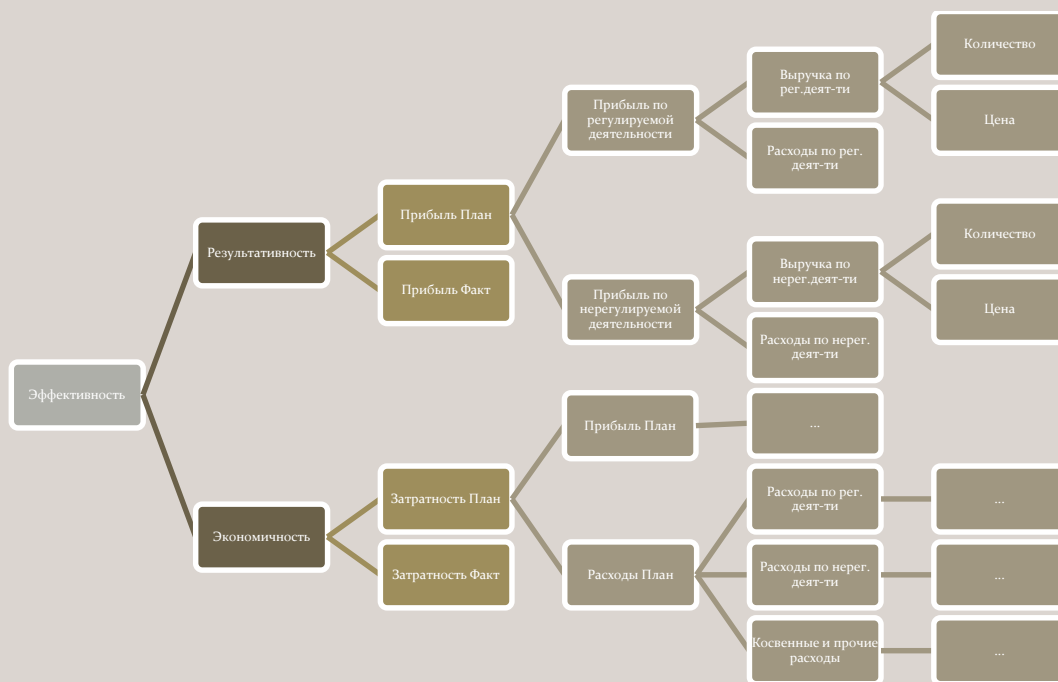 Эффективность
Результативность
Прибыль План
Прибыль по
регулируемой
деятельности
Выручка по
рег.деят-ти
Количество
Цена
Расходы по рег.
деят-ти
Прибыль по
нерегулируемой
деятельности
Выручка по
нерег.деят-ти
Количество
Цена
Расходы по нерег.
деят-ти
Прибыль Факт
Экономичность
Затратность План
Прибыль План
...
Расходы План
Расходы по рег.
деят-ти
...
Расходы по нерег.
деят-ти
...
Косвенные и прочие
расходы
...
Затратность Факт